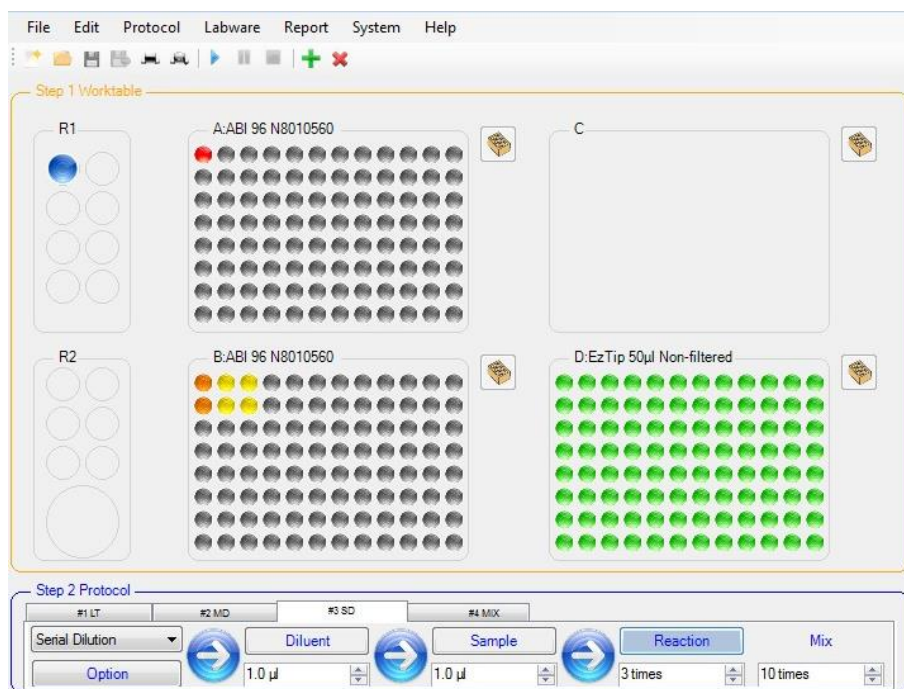 File Edit Protocol Labware Report System Help
Step 1 Worktable
R1
A:ABI 96 N8010560
C
R2
B:ABI 96 N8010560
D:EzTip 50µl Non-filtered
Step 2 Protocol
#1 LT #2 MD #3 SD #4 MIX
Serial Dilution Diluent Sample Reaction Mix
Option 1.0 µl 1.0 µl 3 times 10 times